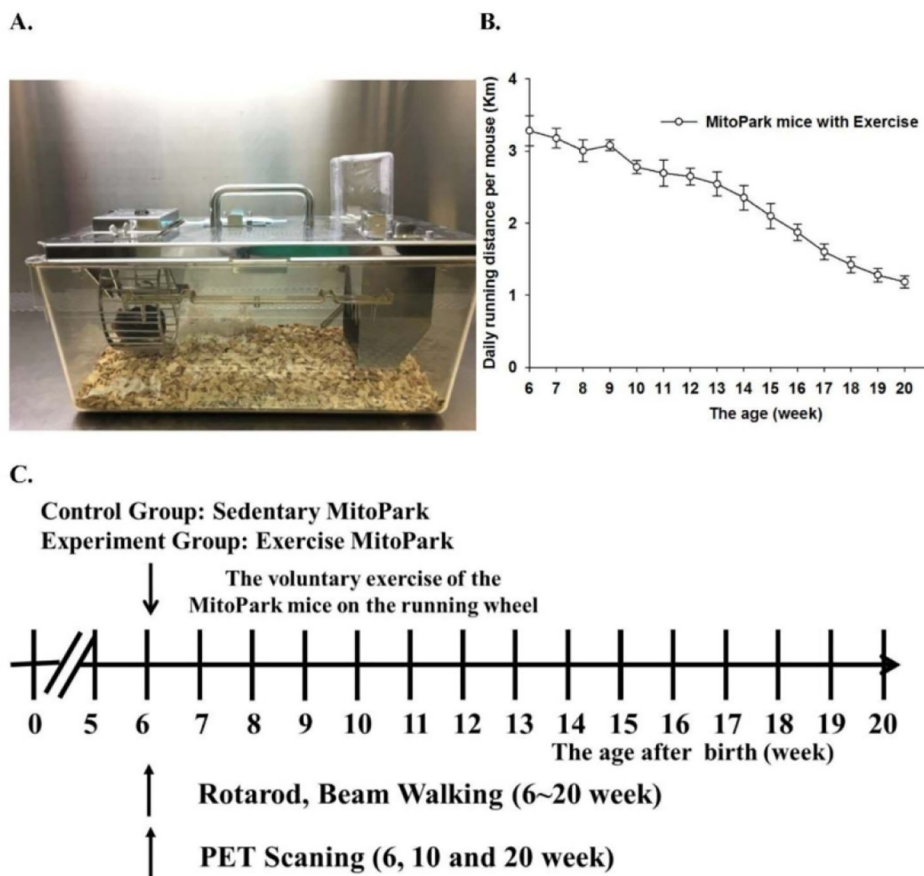 A.
B.
4
3
2
1
0
Daily running distance per mouse (Km)
MitoPark mice with Exercise
6 7 8 9 10 11 12 13 14 15 16 17 18 19 20
The age (week)
C.
Control Group: Sedentary MitoPark
Experiment Group: Exercise MitoPark
The voluntary exercise of the
MitoPark mice on the running wheel
0 5 6 7 8 9 10 11 12 13 14 15 16 17 18 19 20
The age after birth (week)
Rotarod, Beam Walking (6~20 week)
PET Scaning (6, 10 and 20 week)